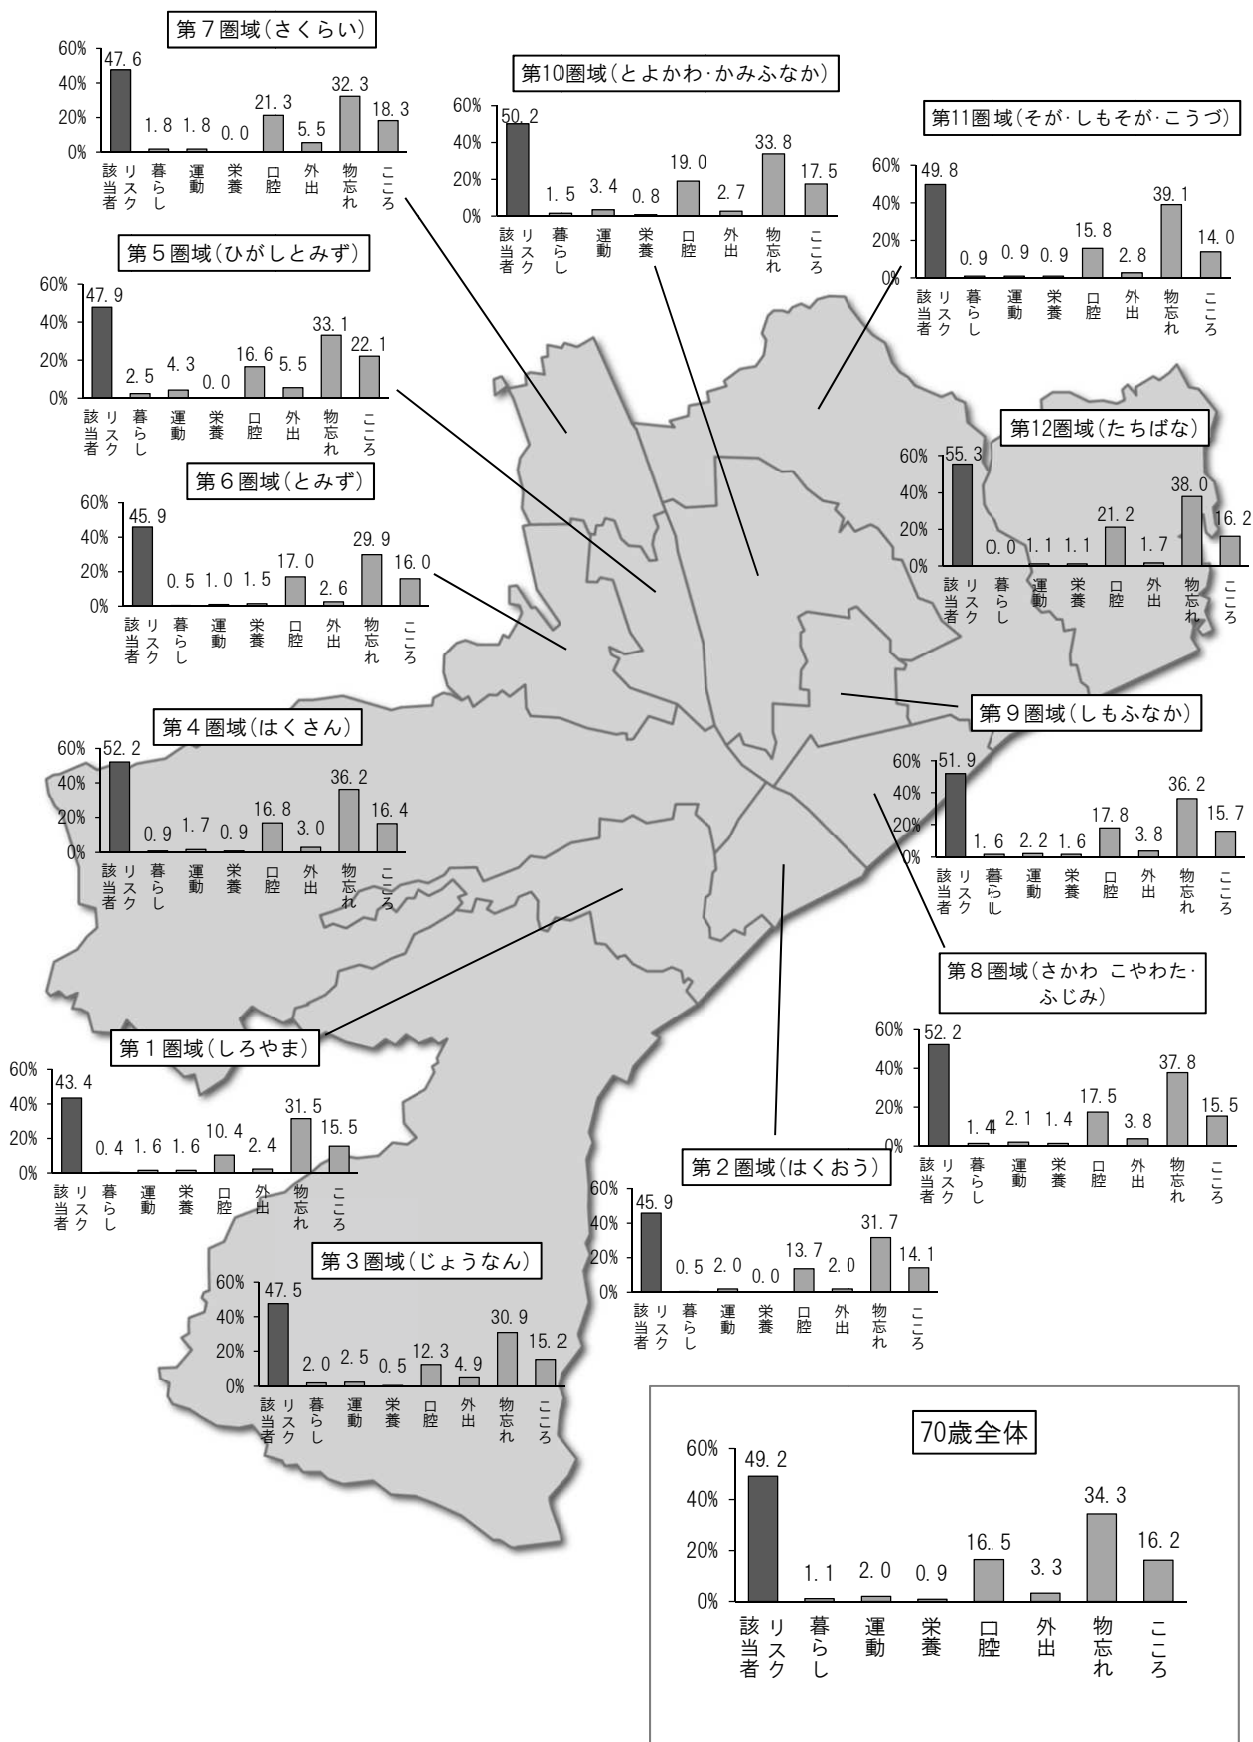 第７圏域(さくらい)
60%
40%
20%
0%
47.6
1.8
1.8
0.0
21.3
5.5
32.3
18.3
リスク該当者
暮らし
運動
栄養
口腔
外出
物忘れ
こころ
第10圏域(とよかわ·かみふなか)
60%
40%
20%
0%
50.2
1.5
3.4
0.8
19.0
2.7
33.8
17.5
リスク該当者
暮らし
運動
栄養
口腔
外出
物忘れ
こころ
第11圏域(そが·しもそが·こうづ)
60%
40%
20%
0%
49.8
0.9
0.9
0.9
15.8
2.8
39.1
14.0
リスク該当者
暮らし
運動
栄養
口腔
外出
物忘れ
こころ
第５圏域(ひがしとみず)
60%
40%
20%
0%
47.9
2.5
4.3
0.0
16.6
5.5
33.1
22.1
リスク該当者
暮らし
運動
栄養
口腔
外出
物忘れ
こころ
第12圏域(たちばな)
60%
40%
20%
0%
55.3
0.0
1.1
1.1
21.2
1.7
38.0
16.2
リスク該当者
暮らし
運動
栄養
口腔
外出
物忘れ
こころ
第６圏域(とみず)
60%
40%
20%
0%
45.9
0.5
1.0
1.5
17.0
2.6
29.9
16.0
リスク該当者
暮らし
運動
栄養
口腔
外出
物忘れ
こころ
第４圏域(はくさん)
60%
40%
20%
0%
52.2
0.9
1.7
0.9
16.8
3.0
36.2
16.4
リスク該当者
暮らし
運動
栄養
口腔
外出
物忘れ
こころ
第９圏域(しもふなか)
60%
40%
20%
0%
51.9
1.6
2.2
1.6
17.8
3.8
36.2
15.7
リスク該当者
暮らし
運動
栄養
口腔
外出
物忘れ
こころ
第８圏域(さかわ こやわた·
ふじみ)
60%
40%
20%
0%
52.2
1.4
2.1
1.4
17.5
3.8
37.8
15.5
リスク該当者
暮らし
運動
栄養
口腔
外出
物忘れ
こころ
第１圏域(しろやま)
60%
40%
20%
0%
43.4
0.4
1.6
1.6
10.4
2.4
31.5
15.5
リスク該当者
暮らし
運動
栄養
口腔
外出
物忘れ
こころ
第２圏域(はくおう)
60%
40%
20%
0%
45.9
0.5
2.0
0.0
13.7
2.0
31.7
14.1
リスク該当者
暮らし
運動
栄養
口腔
外出
物忘れ
こころ
第３圏域(じょうなん)
60%
40%
20%
0%
47.5
2.0
2.5
0.5
12.3
4.9
30.9
15.2
リスク該当者
暮らし
運動
栄養
口腔
外出
物忘れ
こころ
70歳全体
60%
40%
20%
0%
49.2
1.1
2.0
0.9
16.5
3.3
34.3
16.2
リスク該当者
暮らし
運動
栄養
口腔
外出
物忘れ
こころ